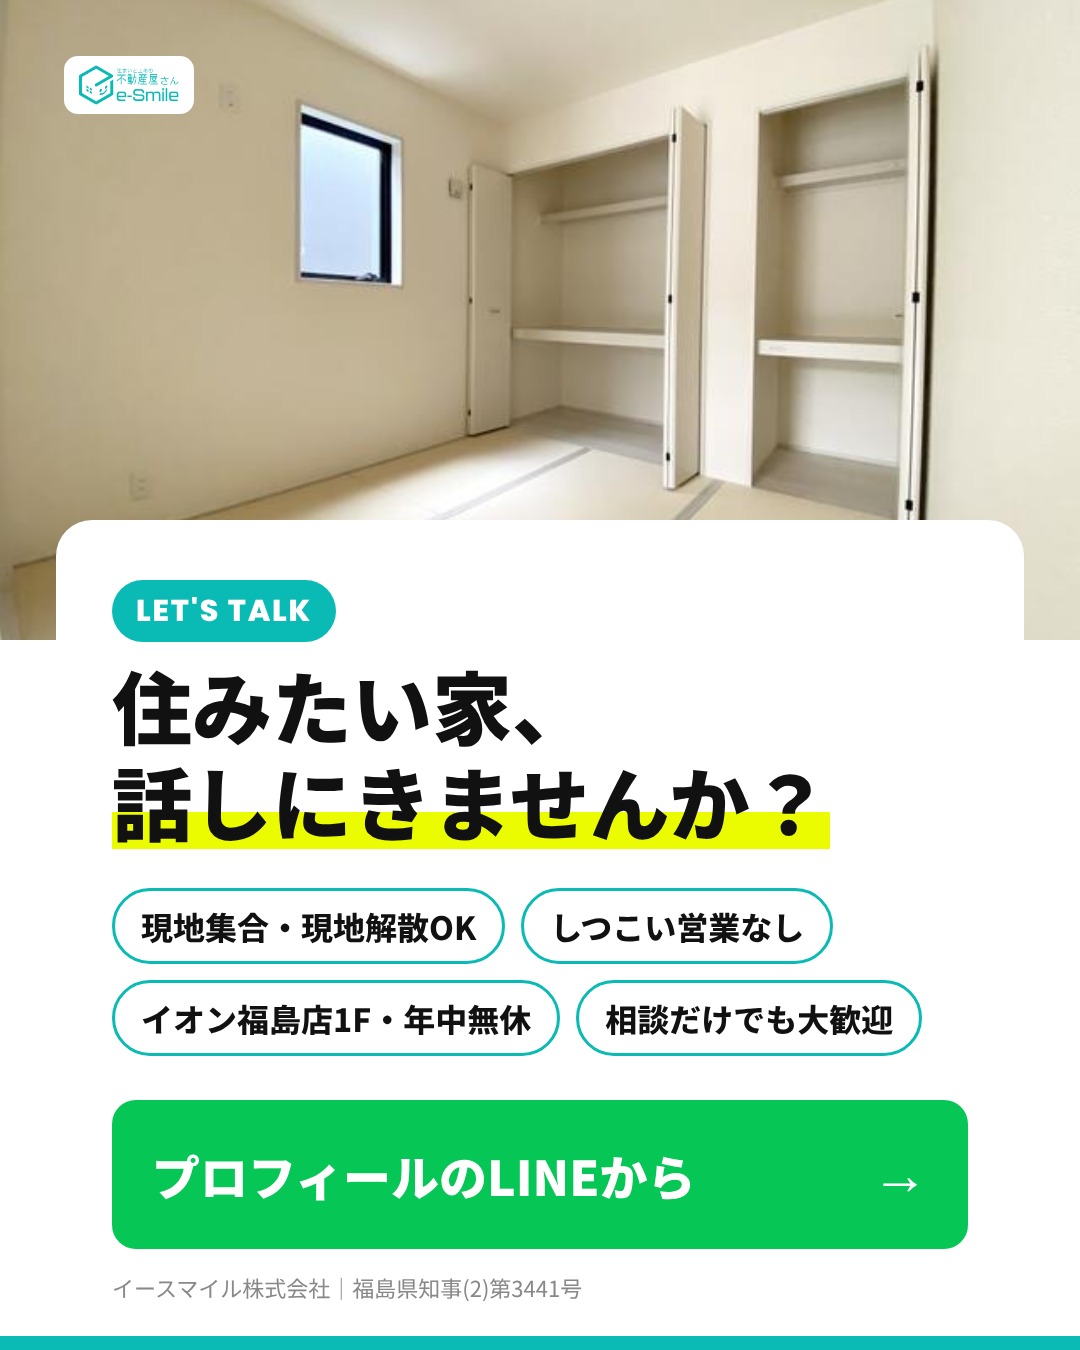 不動産屋さん
e-Smile
LET'S TALK
住みたい家、
話しにきませんか？
現地集合・現地解散OK
しつこい営業なし
イオン福島店1F・年中無休
相談だけでも大歓迎
プロフィールのLINEから →
イースマイル株式会社｜福島県知事(2)第3441号